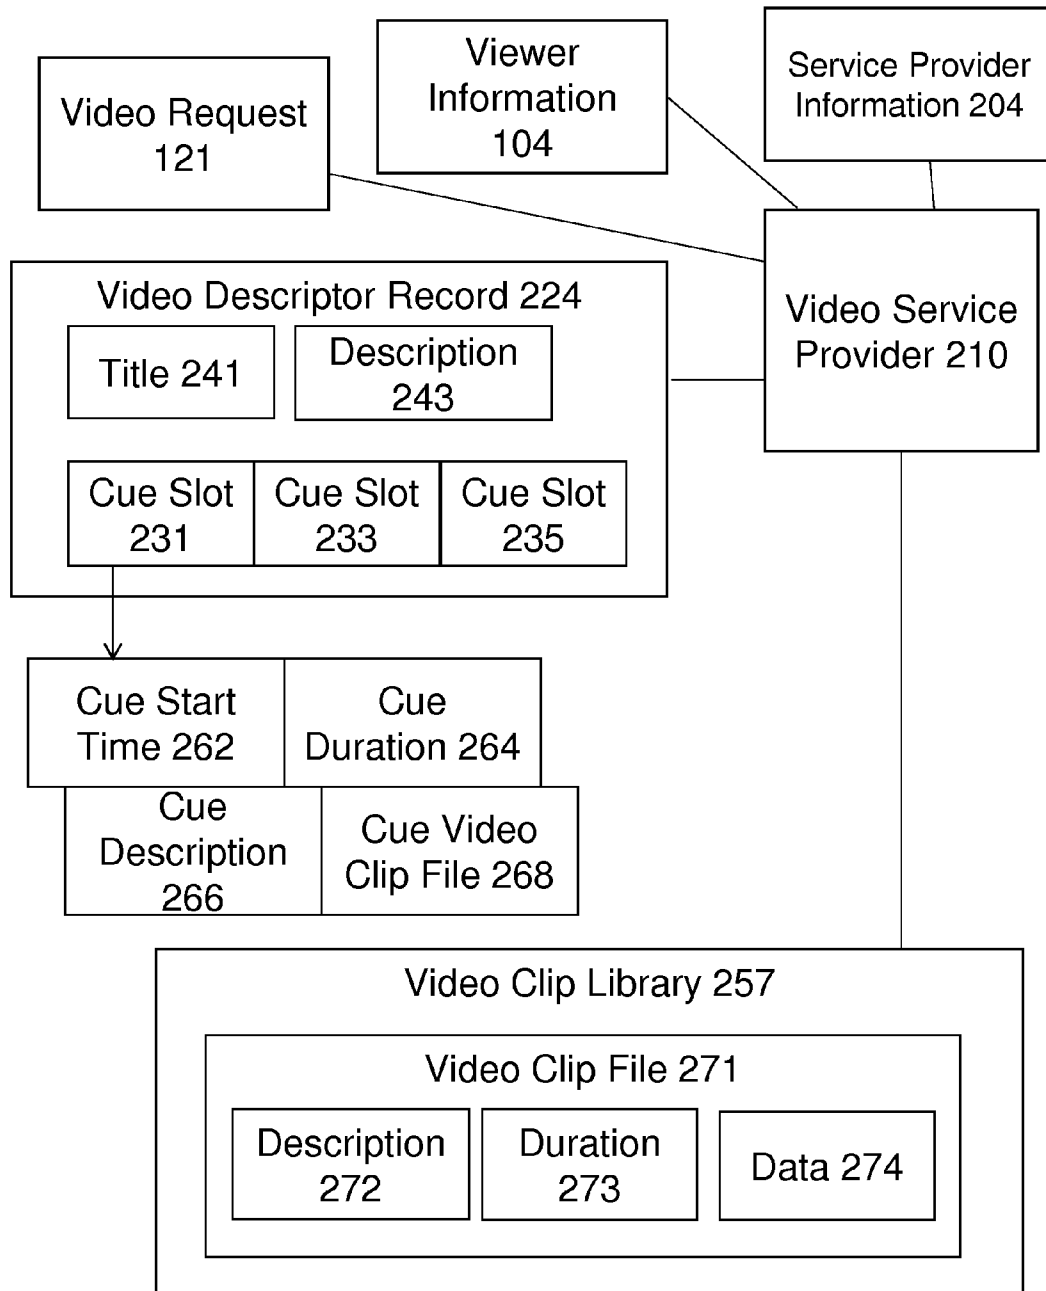 Video Request
121
Viewer
Information
104
Service Provider
Information 204
Video Service
Provider 210
Video Descriptor Record 224
Title 241
Description
243
Cue Slot
231
Cue Slot
233
Cue Slot
235
Cue Start
Time 262
Cue
Duration 264
Cue
Description
266
Cue Video
Clip File 268
Video Clip Library 257
Video Clip File 271
Description
272
Duration
273
Data 274